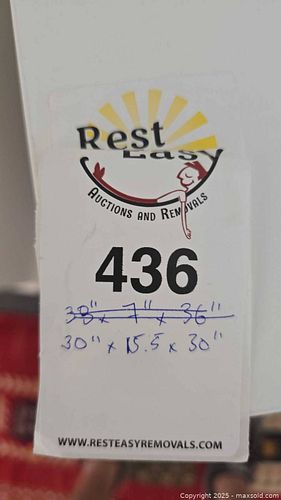 Rest
Easy
AUCTIONS AND REMOVALS
436
38" x 7" x 36"
30" x 15.5 x 30"
WWW.RESTEASYREMOVALS.COM
Copyright 2025 - maxsold.com